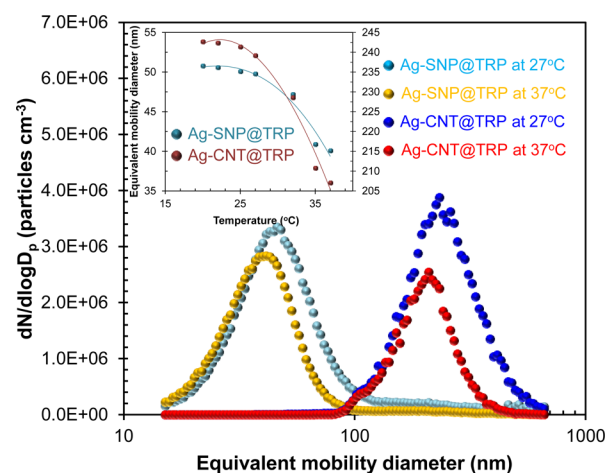 7.0E+06
6.0E+06
5.0E+06
4.0E+06
3.0E+06
2.0E+06
1.0E+06
0.0E+00
dN/dlogDp (particles cm-3)
10
100
1000
Equivalent mobility diameter (nm)
Ag-SNP@TRP at 27oC
Ag-SNP@TRP at 37oC
Ag-CNT@TRP at 27oC
Ag-CNT@TRP at 37oC
55
50
45
40
35
Equivalent mobility diameter (nm)
245
240
235
230
225
220
215
210
205
15
25
35
Temperature (oC)
Ag-SNP@TRP
Ag-CNT@TRP